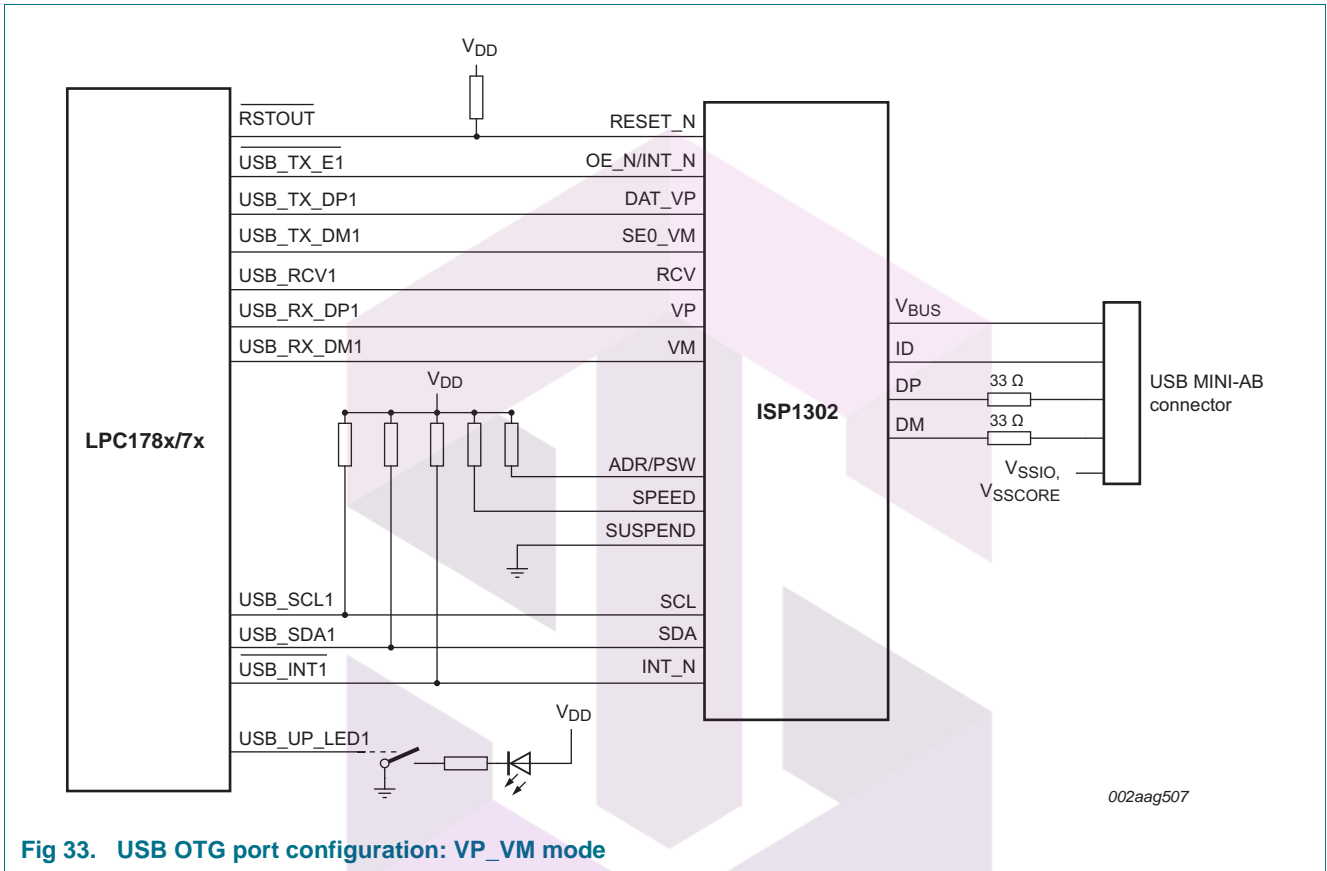 VDD
RSTOUT
RESET_N
USB_TX_E1
OE_N/INT_N
USB_TX_DP1
DAT_VP
USB_TX_DM1
SE0_VM
USB_RCV1
RCV
USB_RX_DP1
VP
USB_RX_DM1
VM
LPC178x/7x
VDD
ISP1302
VBUS
ID
DP
33 Ω
DM
33 Ω
VSSIO,
VSSCORE
USB MINI-AB
connector
ADR/PSW
SPEED
SUSPEND
USB_SCL1
SCL
USB_SDA1
SDA
USB_INT1
INT_N
VDD
USB_UP_LED1
002aag507
Fig 33. USB OTG port configuration: VP_VM mode